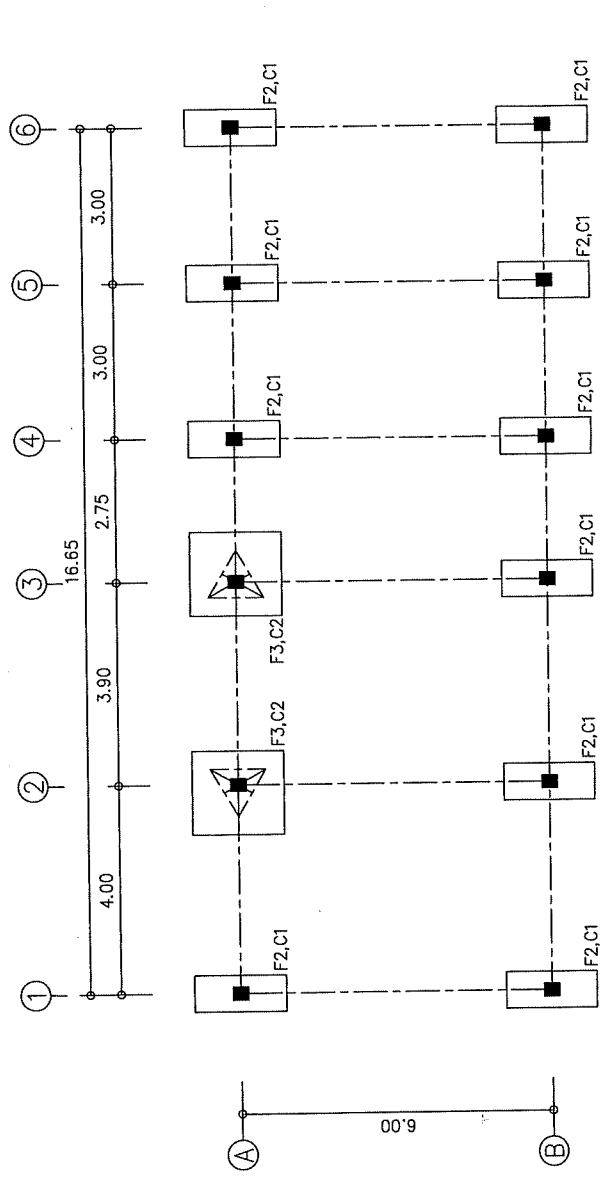 1 2 3 4 5 6
16.65
4.00 3.90 2.75 3.00 3.00
A
F2,C1 F3,C2 F3,C2 F2,C1 F2,C1 F2,C1
6.00
B
F2,C1 F2,C1 F2,C1 F2,C1 F2,C1 F2,C1